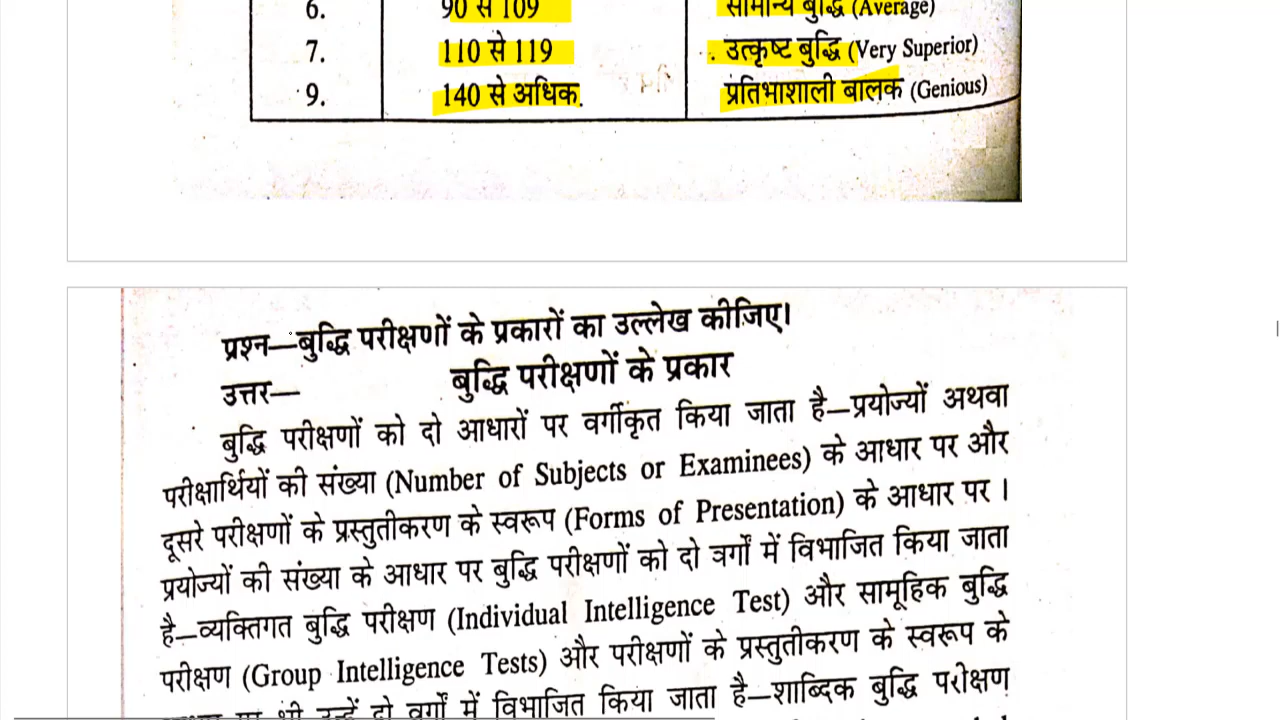 6. 90 से 109 सामान्य बुद्धि (Average)
7. 110 से 119 उत्कृष्ट बुद्धि (Very Superior)
9. 140 से अधिक. प्रतिभाशाली बालक (Genious)
प्रश्न—बुद्धि परीक्षणों के प्रकारों का उल्लेख कीजिए।
उत्तर— बुद्धि परीक्षणों के प्रकार
बुद्धि परीक्षणों को दो आधारों पर वर्गीकृत किया जाता है—प्रयोज्यों अथवा
परीक्षार्थियों की संख्या (Number of Subjects or Examinees) के आधार पर और
दूसरे परीक्षणों के प्रस्तुतीकरण के स्वरूप (Forms of Presentation) के आधार पर ।
प्रयोज्यों की संख्या के आधार पर बुद्धि परीक्षणों को दो वर्गों में विभाजित किया जाता
है—व्यक्तिगत बुद्धि परीक्षण (Individual Intelligence Test) और सामूहिक बुद्धि
परीक्षण (Group Intelligence Tests) और परीक्षणों के प्रस्तुतीकरण के स्वरूप के
आधार पर भी उन्हें दो वर्गों में विभाजित किया जाता है—शाब्दिक बुद्धि परीक्षण